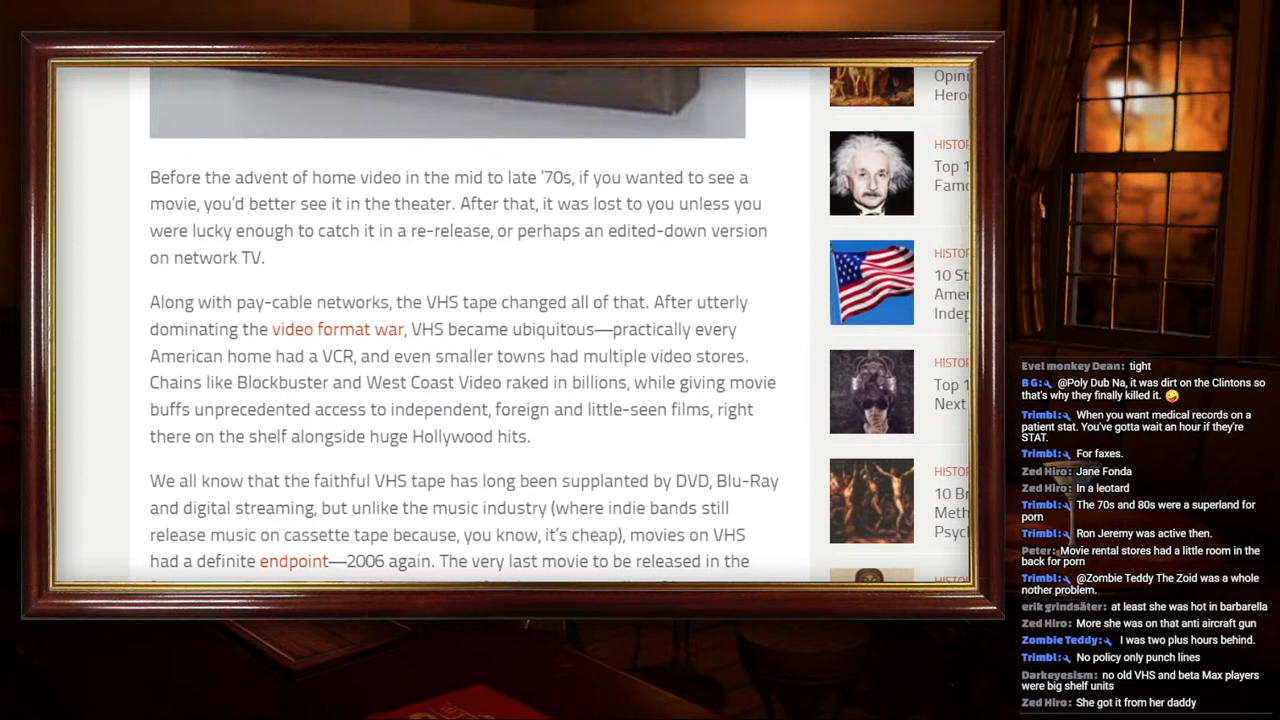 Before the advent of home video in the mid to late '70s, if you wanted to see a
movie, you'd better see it in the theater. After that, it was lost to you unless you
were lucky enough to catch it in a re-release, or perhaps an edited-down version
on network TV.
Along with pay-cable networks, the VHS tape changed all of that. After utterly
dominating the video format war, VHS became ubiquitous—practically every
American home had a VCR, and even smaller towns had multiple video stores.
Chains like Blockbuster and West Coast Video raked in billions, while giving movie
buffs unprecedented access to independent, foreign and little-seen films, right
there on the shelf alongside huge Hollywood hits.
We all know that the faithful VHS tape has long been supplanted by DVD, Blu-Ray
and digital streaming, but unlike the music industry (where indie bands still
release music on cassette tape because, you know, it's cheap), movies on VHS
had a definite endpoint—2006 again. The very last movie to be released in the
Opini
Hero
HISTO
Top 1
Famo
HISTO
10 St
Amer
Indep
HISTO
Top 1
Next
HISTO
10 Br
Meth
Psyc
Evel monkey Dean: tight
BG: @Poly Dub Na, it was dirt on the Clintons so
that's why they finally killed it. 🤪
Trimbl: When you want medical records on a
patient stat. You've gotta wait an hour if they're
STAT.
Trimbl: For faxes.
Zed Hiro: Jane Fonda
Zed Hiro: In a leotard
Trimbl: The 70s and 80s were a superland for
porn
Trimbl: Ron Jeremy was active then.
Peter: Movie rental stores had a little room in the
back for porn
Trimbl: @Zombie Teddy The Zoid was a whole
nother problem.
erik grindsäter: at least she was hot in barbarella
Zed Hiro: More she was on that anti aircraft gun
Zombie Teddy: I was two plus hours behind.
Trimbl: No policy only punch lines
Darkeyesism: no old VHS and beta Max players
were big shelf units
Zed Hiro: She got it from her daddy